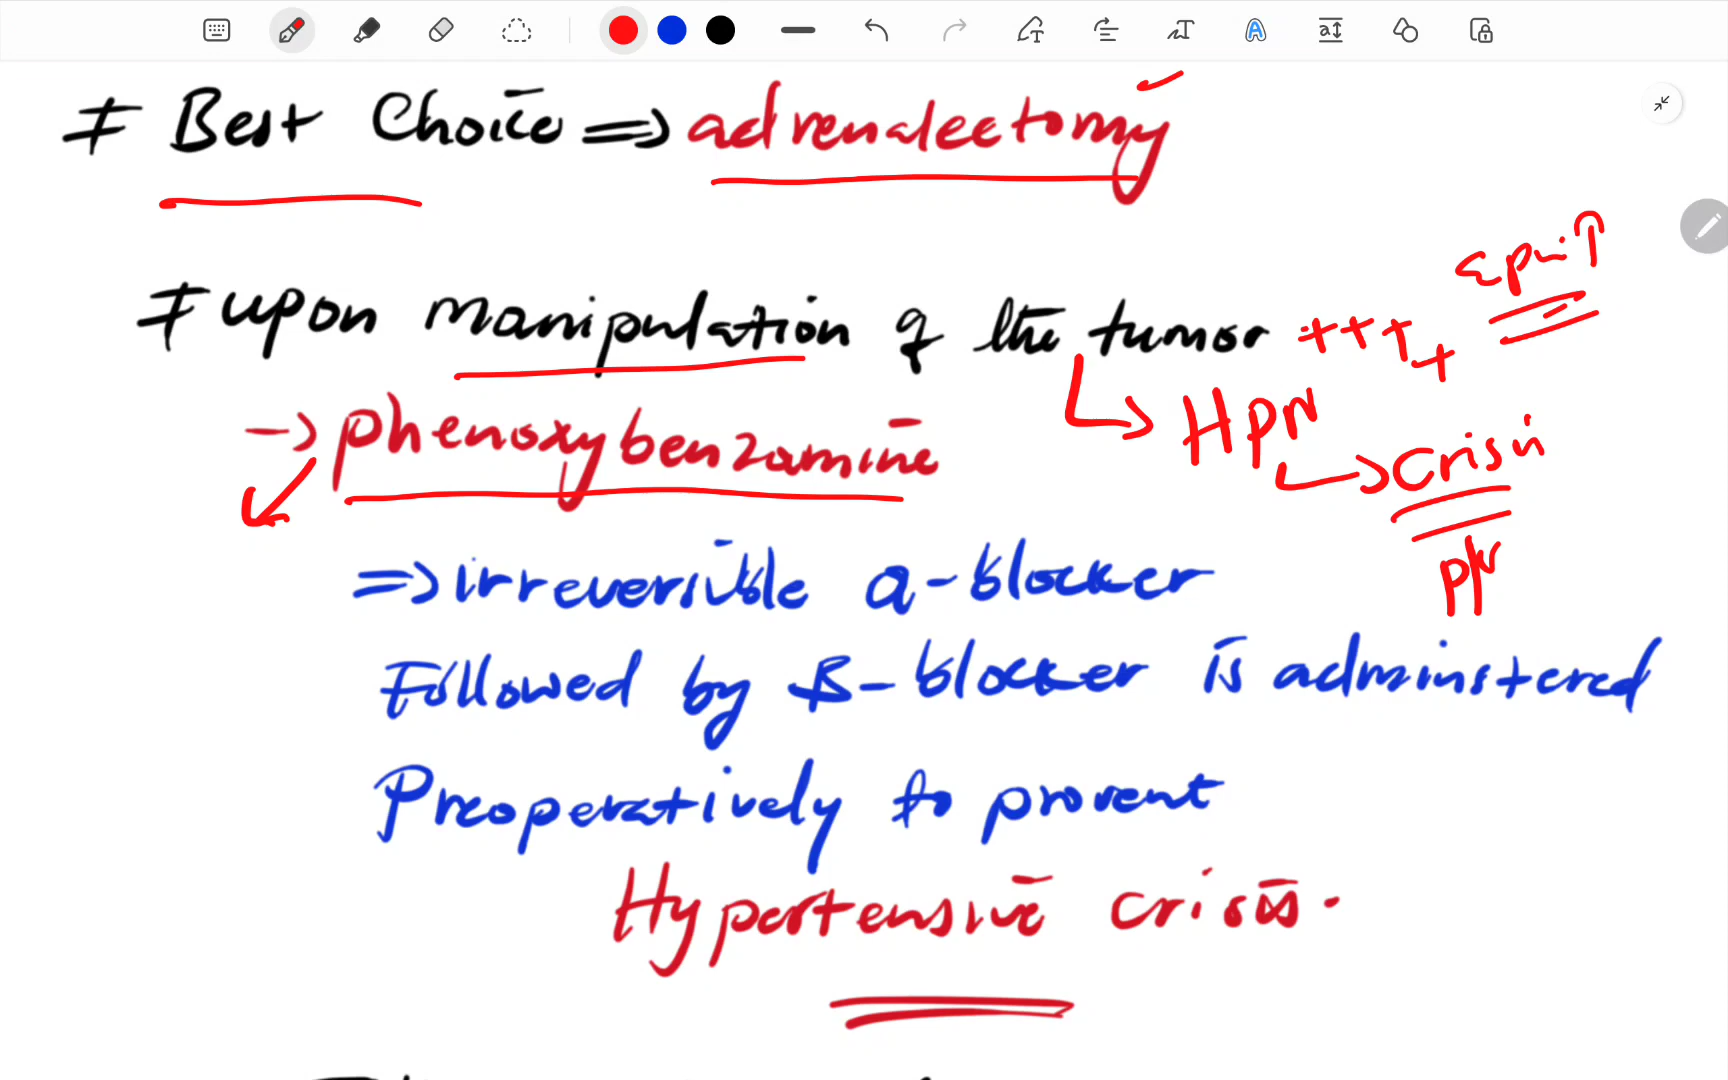 # Best Choice => adrenalectomy
Epi ↑
# upon manipulation of the tumor ++++
-> phenoxybenzamine
HPN
crisis
=> irreversible α-blocker
Followed by β-blocker is adminstered
Preoperatively to prevent
Hypertensive crisis.